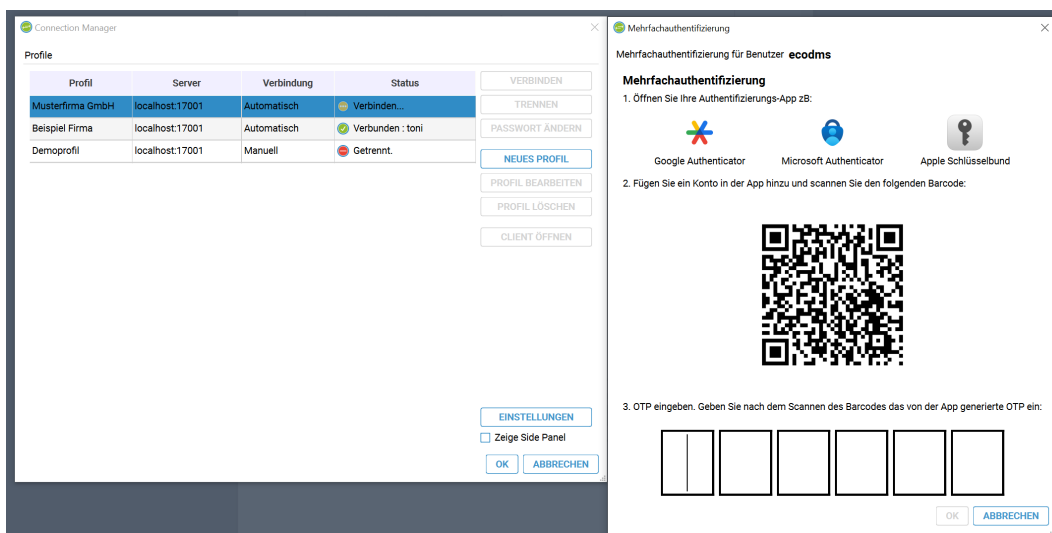 Connection Manager
Profile
Profil Server Verbindung Status
Musterfirma GmbH localhost:17001 Automatisch Verbinden...
Beispiel Firma localhost:17001 Automatisch Verbunden : toni
Demoprofil localhost:17001 Manuell Getrennt.
VERBINDEN
TRENNEN
PASSWORT ÄNDERN
NEUES PROFIL
PROFIL BEARBEITEN
PROFIL LÖSCHEN
CLIENT ÖFFNEN
EINSTELLUNGEN
Zeige Side Panel
OK ABBRECHEN
Mehrfachauthentifizierung
Mehrfachauthentifizierung für Benutzer ecodms
Mehrfachauthentifizierung
1. Öffnen Sie Ihre Authentifizierungs-App zB:
Google Authenticator Microsoft Authenticator Apple Schlüsselbund
2. Fügen Sie ein Konto in der App hinzu und scannen Sie den folgenden Barcode:
3. OTP eingeben. Geben Sie nach dem Scannen des Barcodes das von der App generierte OTP ein:
OK ABBRECHEN